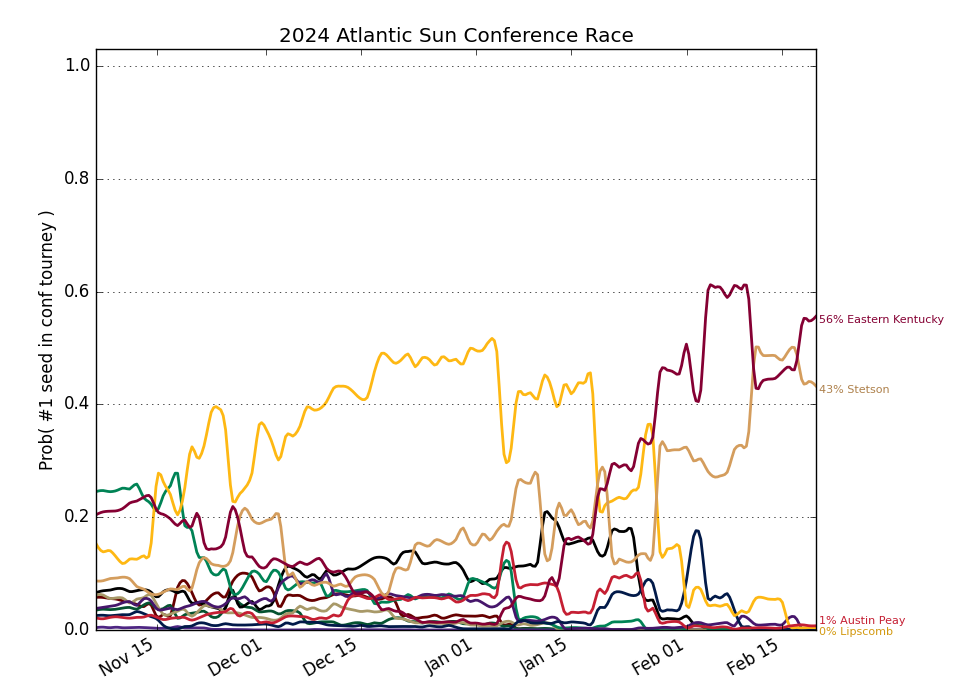 2024 Atlantic Sun Conference Race
Prob( #1 seed in conf tourney )
1.0
0.8
0.6
0.4
0.2
0.0
56% Eastern Kentucky
43% Stetson
1% Austin Peay
0% Lipscomb
Nov 15
Dec 01
Dec 15
Jan 01
Jan 15
Feb 01
Feb 15